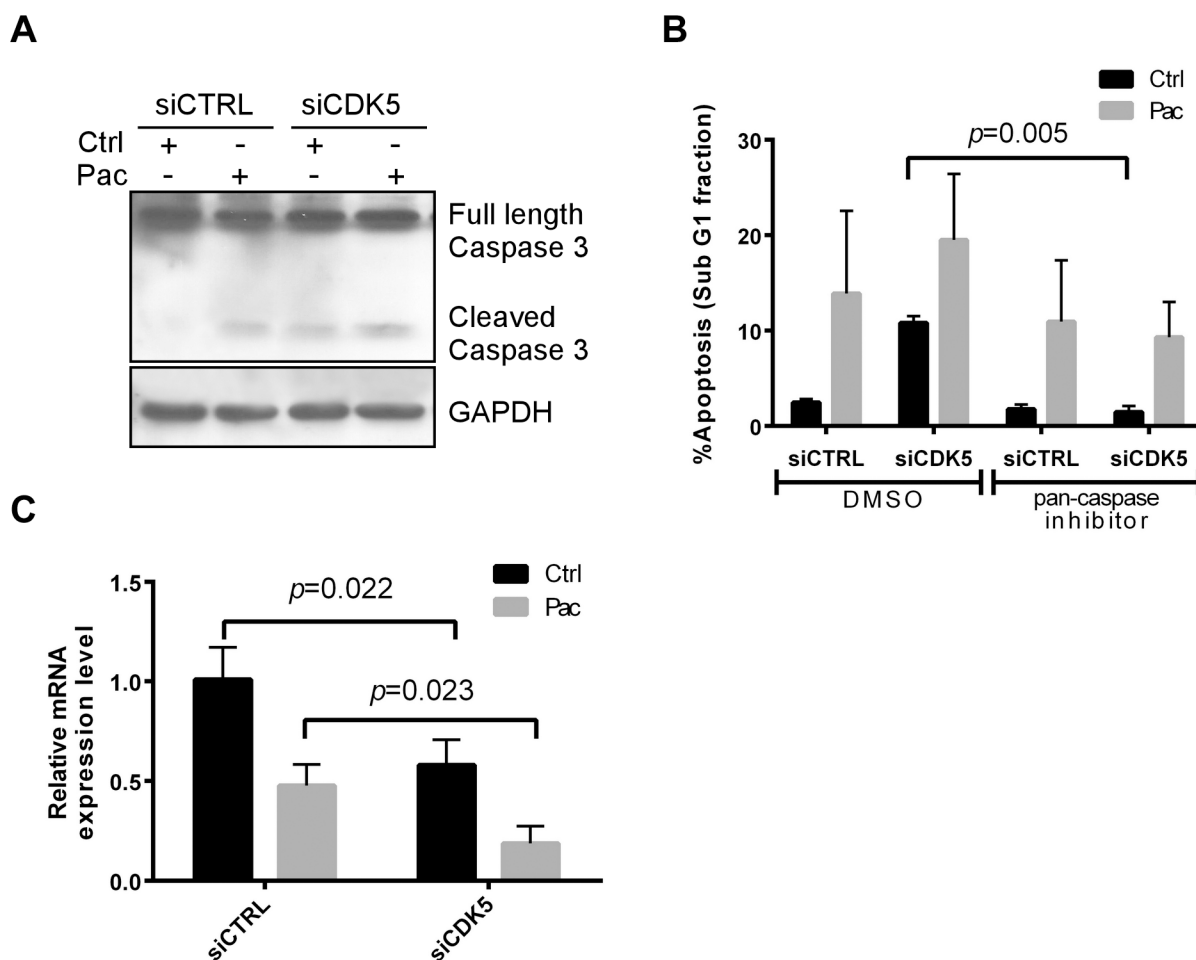 A
siCTRL siCDK5
Ctrl + - + -
Pac - + - +
Full length
Caspase 3
Cleaved
Caspase 3
GAPDH
B
Ctrl
Pac
p=0.005
%Apoptosis (Sub G1 fraction)
30
20
10
0
siCTRL siCDK5 siCTRL siCDK5
DMSO pan-caspase
inhibitor
C
Ctrl
Pac
p=0.022
p=0.023
Relative mRNA
expression level
1.5
1.0
0.5
0.0
siCTRL siCDK5